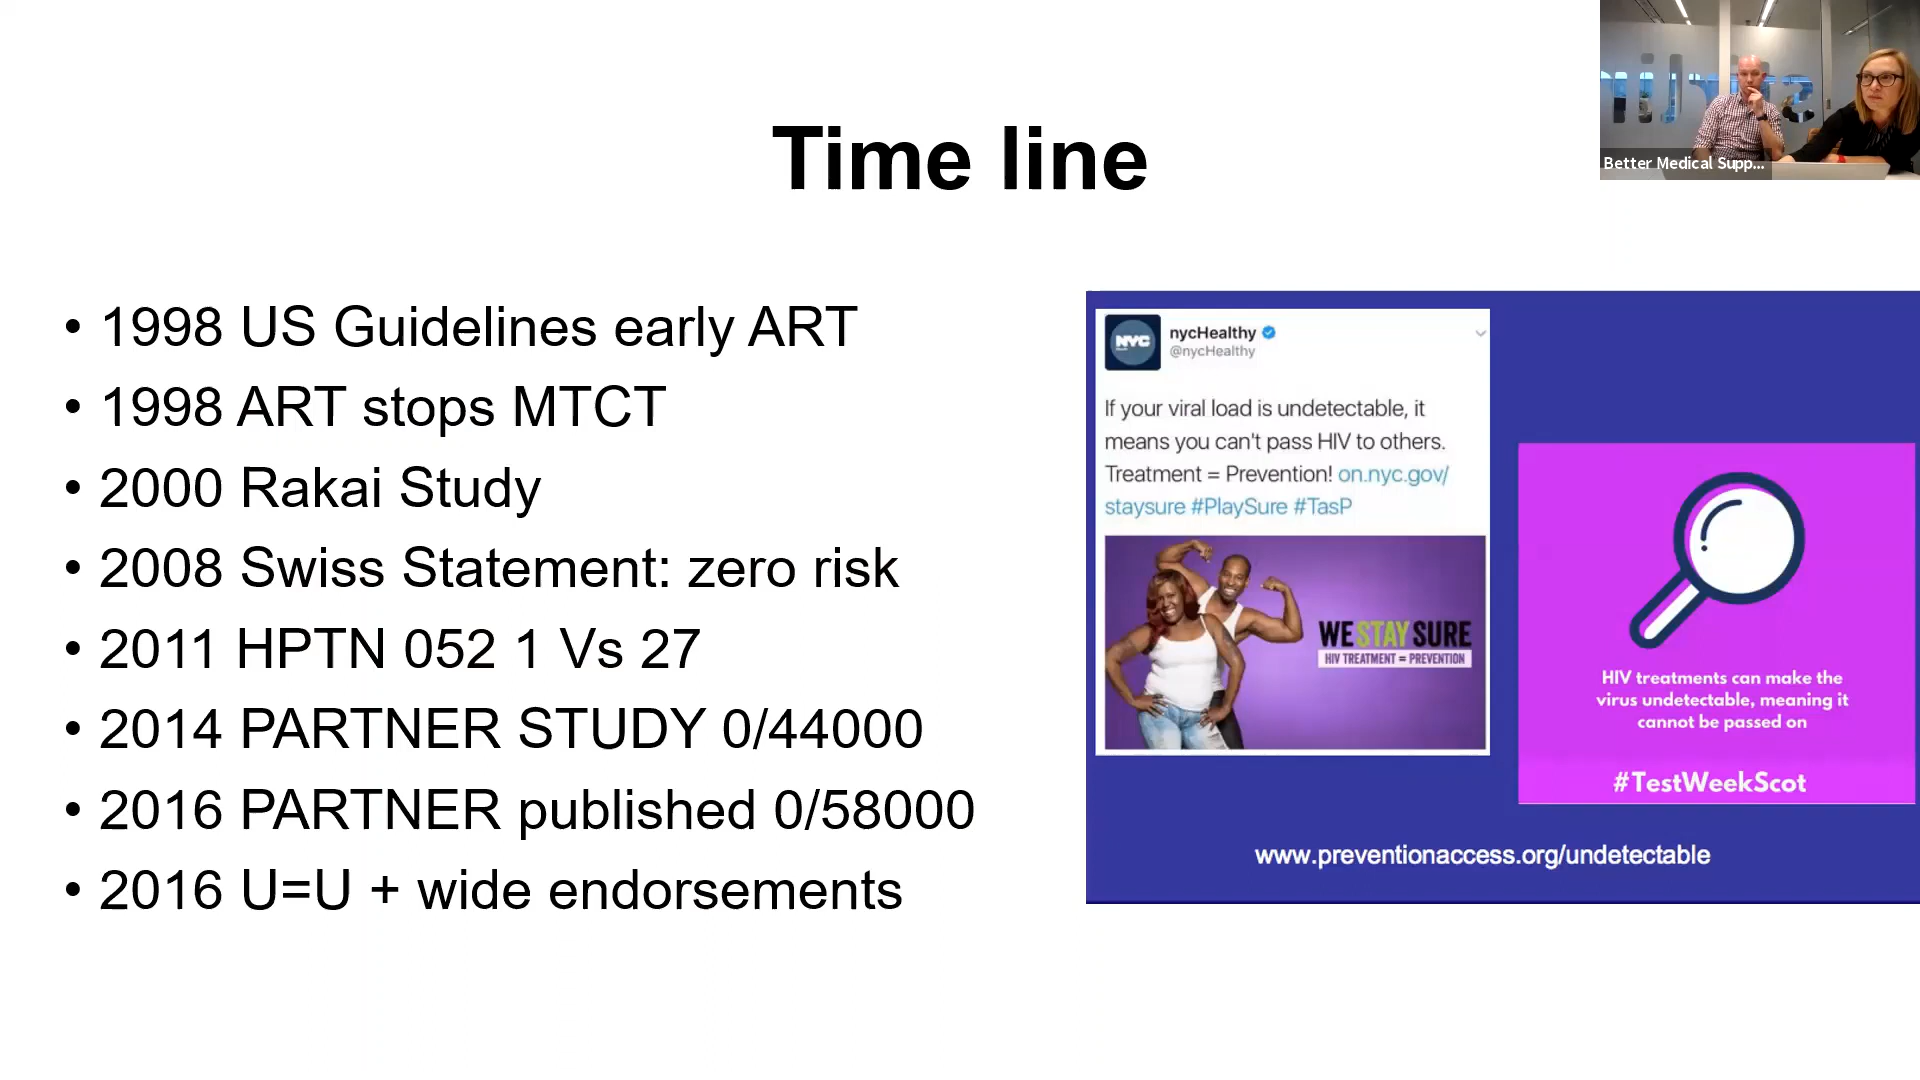 Time line
• 1998 US Guidelines early ART
• 1998 ART stops MTCT
• 2000 Rakai Study
• 2008 Swiss Statement: zero risk
• 2011 HPTN 052 1 Vs 27
• 2014 PARTNER STUDY 0/44000
• 2016 PARTNER published 0/58000
• 2016 U=U + wide endorsements
NYC
nycHealthy
@nycHealthy
If your viral load is undetectable, it
means you can't pass HIV to others.
Treatment = Prevention! on.nyc.gov/
staysure #PlaySure #TasP
WE STAY SURE
HIV TREATMENT = PREVENTION
HIV treatments can make the
virus undetectable, meaning it
cannot be passed on
#TestWeekScot
www.preventionaccess.org/undetectable
Better Medical Supp...